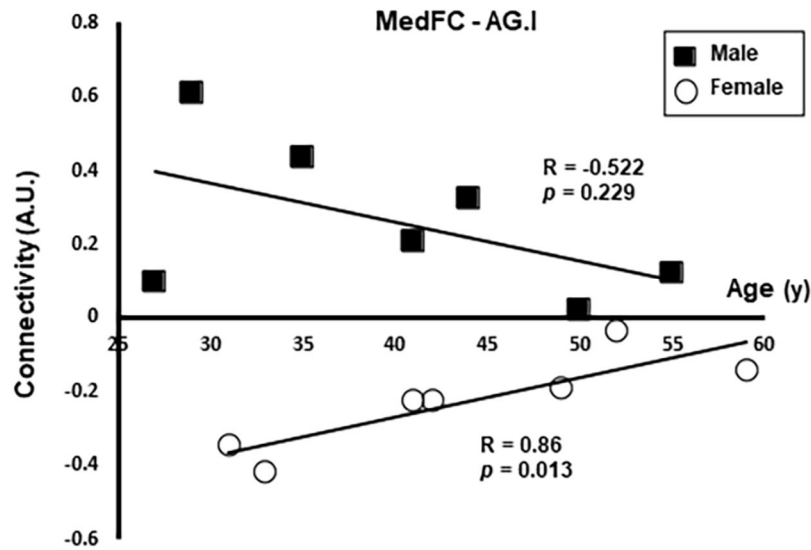 MedFC - AG.l
0.8
Male
Female
0.6
0.4
R = -0.522
p = 0.229
0.2
Age (y)
0
25 30 35 40 45 50 55 60
-0.2
-0.4
R = 0.86
p = 0.013
-0.6
Connectivity (A.U.)